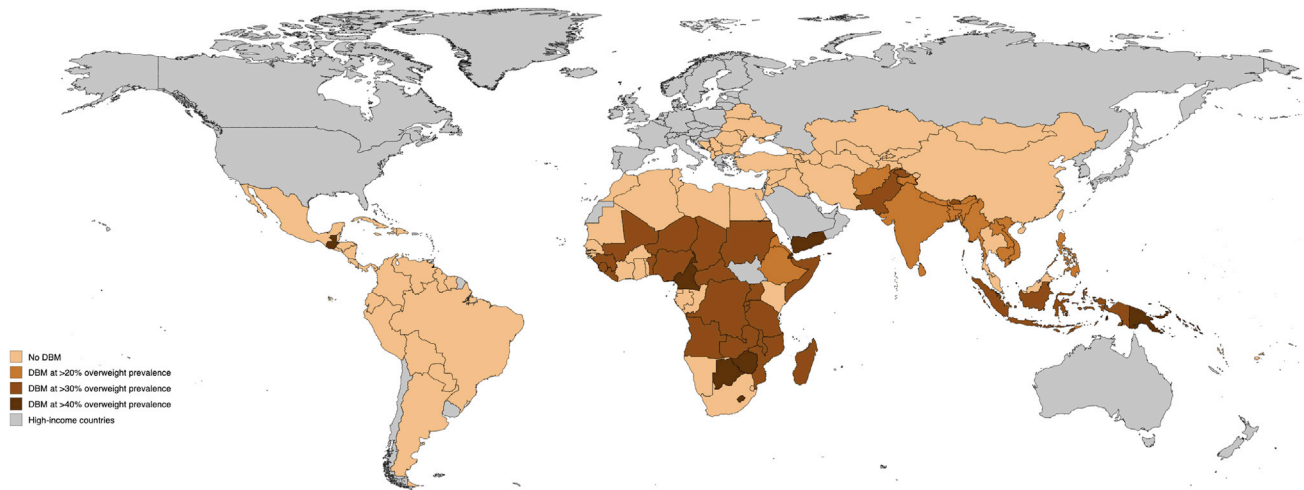 No DBM
DBM at >20% overweight prevalence
DBM at >30% overweight prevalence
DBM at >40% overweight prevalence
High-income countries